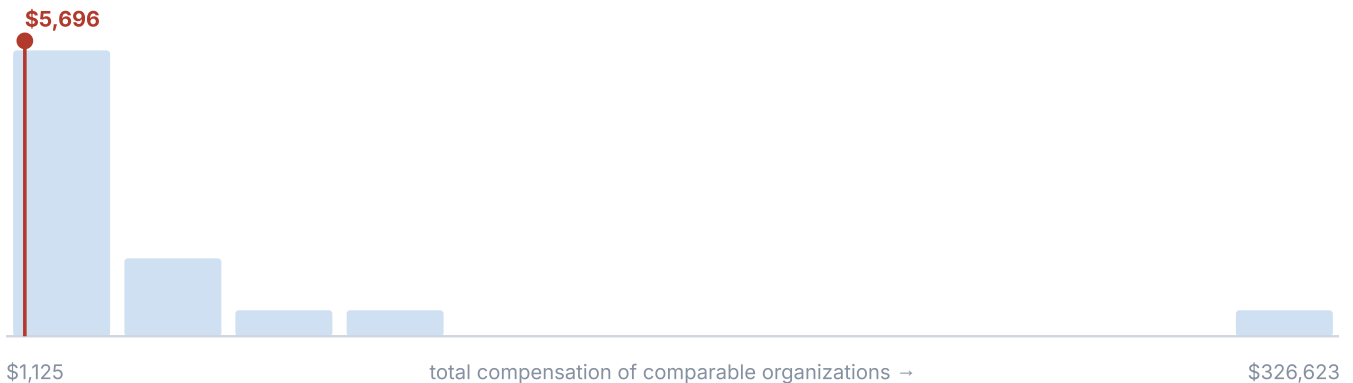 $5,696
$1,125 total compensation of comparable organizations → $326,623